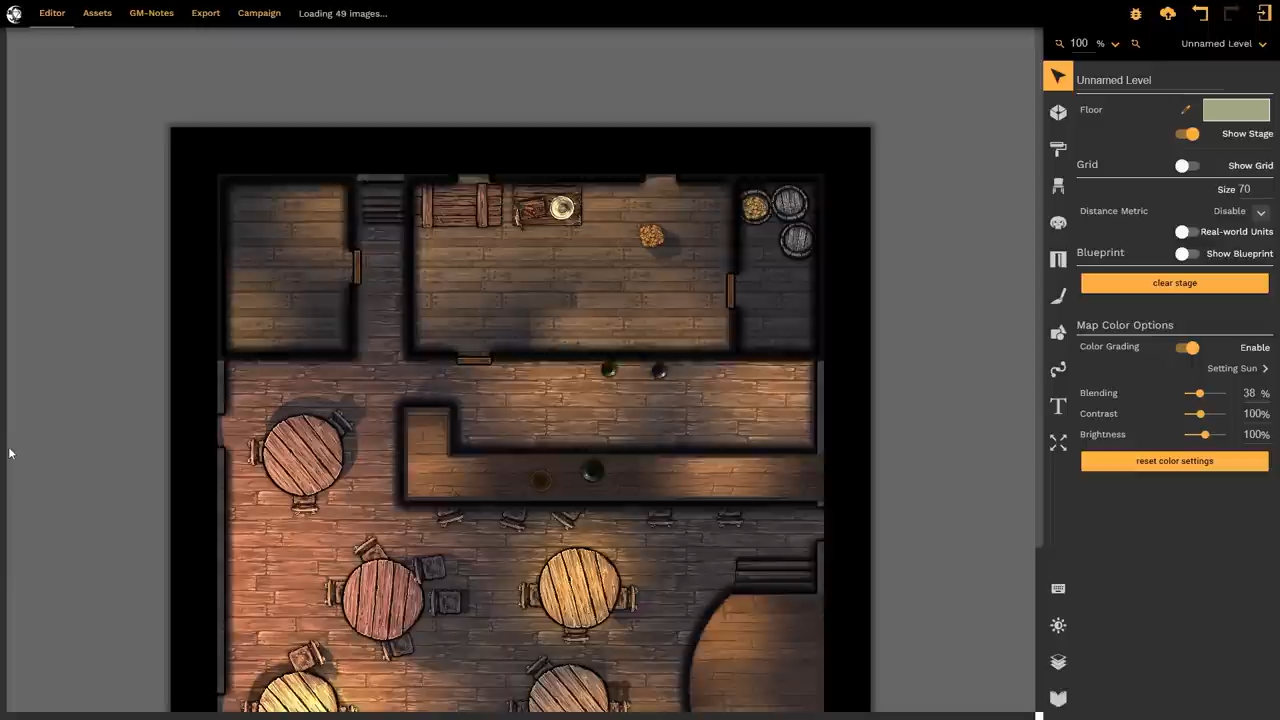 Editor Assets GM-Notes Export Campaign Loading 49 images...
100 % Unnamed Level
Unnamed Level
Floor
Show Stage
Grid Show Grid
Size 70
Distance Metric Disable
Real-world Units
Blueprint Show Blueprint
clear stage
Map Color Options
Color Grading Enable
Setting Sun
Blending 38 %
Contrast 100%
Brightness 100%
reset color settings